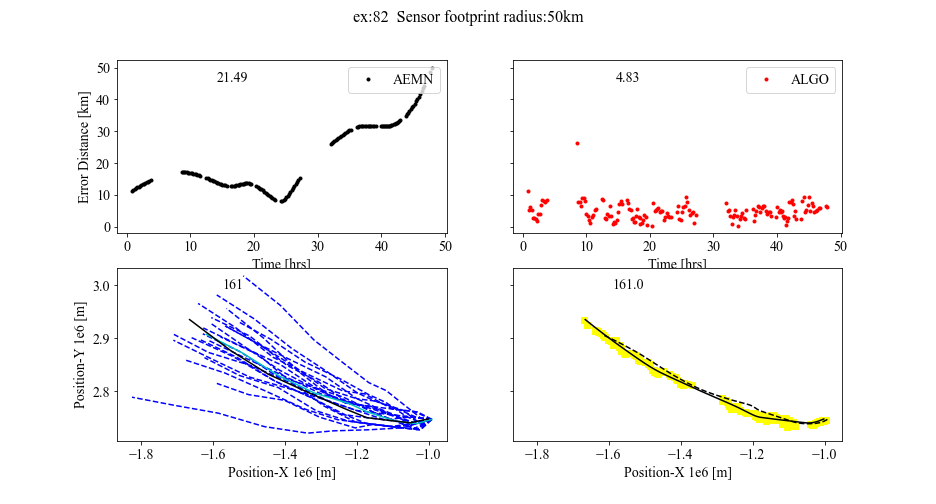 ex:82 Sensor footprint radius:50km
21.49
AEMN
4.83
ALGO
50
40
30
20
10
0
Error Distance [km]
0 10 20 30 40 50
0 10 20 30 40 50
Time [hrs]
Time [hrs]
161
161.0
3.0
2.9
2.8
Position-Y 1e6 [m]
−1.8 −1.6 −1.4 −1.2 −1.0
−1.8 −1.6 −1.4 −1.2 −1.0
Position-X 1e6 [m]
Position-X 1e6 [m]